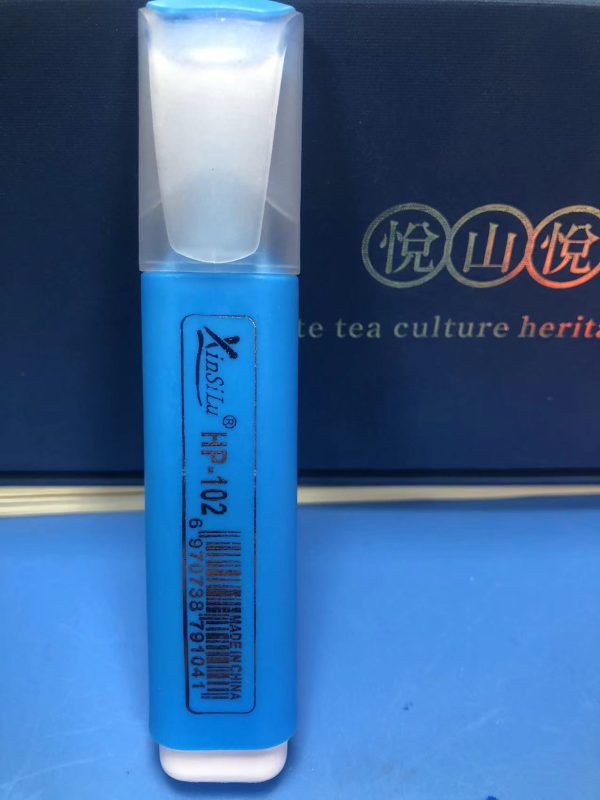 XinSiLu®
HP-102
MADE IN CHINA
6 970738 791041
悦山悦
te tea culture herita